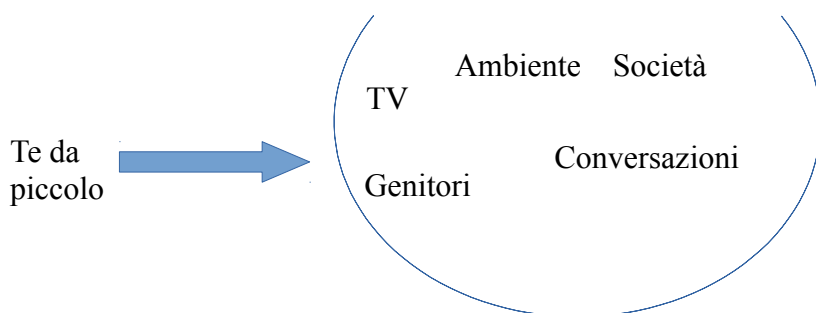 Ambiente Società
TV
Te da
piccolo
Conversazioni
Genitori